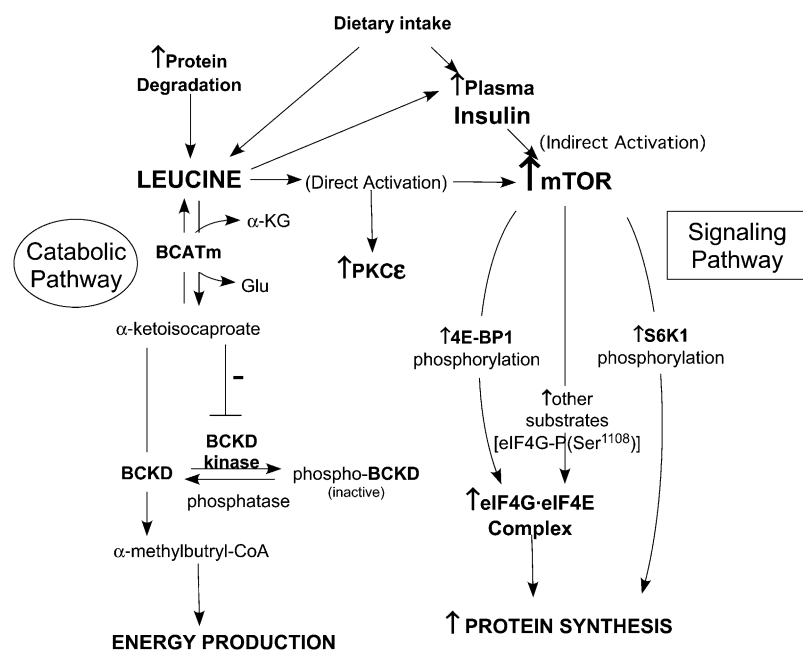 Dietary intake
↑Protein
Degradation
↑Plasma
Insulin
(Indirect Activation)
LEUCINE
(Direct Activation)
↑mTOR
α-KG
Catabolic
Pathway
BCATm
Signaling
Pathway
↑PKCε
Glu
α-ketoisocaproate
↑4E-BP1
phosphorylation
↑S6K1
phosphorylation
–
↑other
substrates
[eIF4G-P(Ser1108)]
BCKD
kinase
BCKD
phospho-BCKD
(inactive)
phosphatase
↑eIF4G·eIF4E
Complex
α-methylbutryl-CoA
↑ PROTEIN SYNTHESIS
ENERGY PRODUCTION